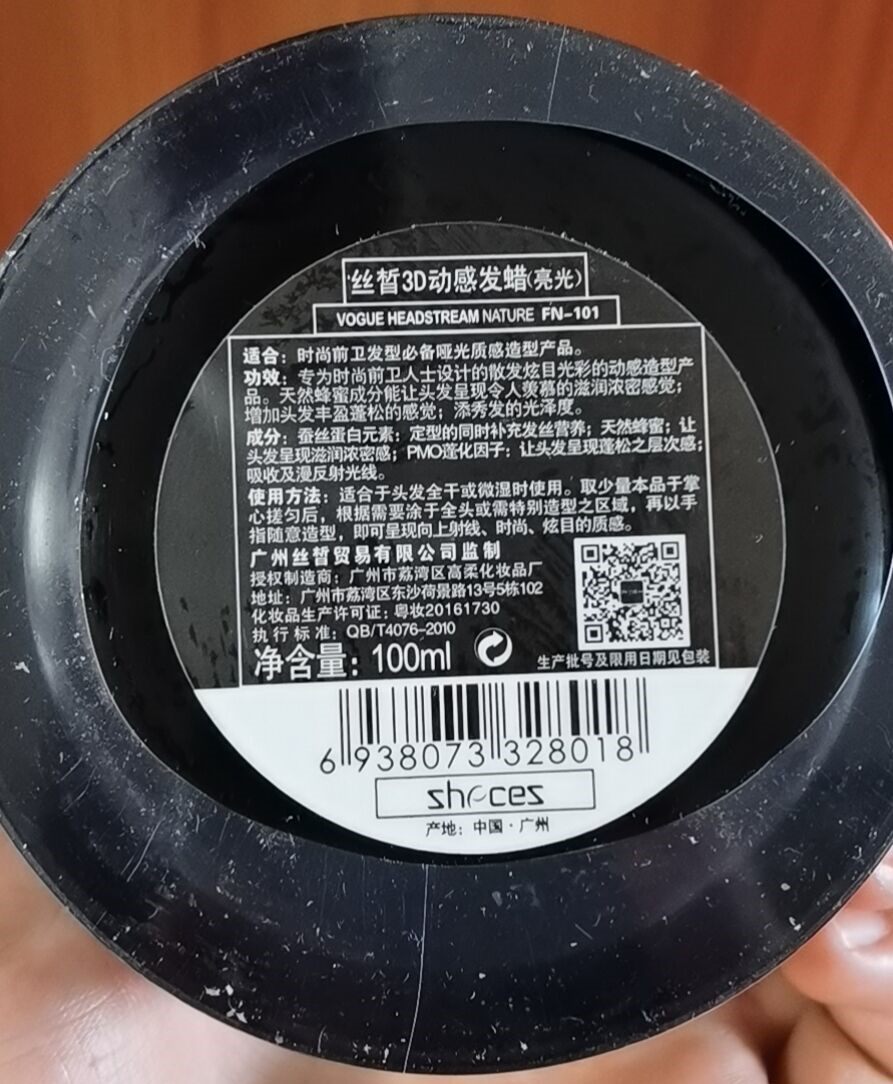 丝皙3D动感发蜡(亮光)
VOGUE HEADSTREAM NATURE FN-101
适合：时尚前卫发型必备哑光质感造型产品。
功效：专为时尚前卫人士设计的散发炫目光彩的动感造型产
品。天然蜂蜜成分能让头发呈现令人羡慕的滋润浓密感觉；
增加头发丰盈蓬松的感觉；添秀发的光泽度。
成分：蚕丝蛋白元素：定型的同时补充发丝营养；天然蜂蜜：让
头发呈现滋润浓密感；PMO蓬化因子：让头发呈现蓬松之层次感；
吸收及漫反射光线。
使用方法：适合于头发全干或微湿时使用。取少量本品于掌
心搓匀后，根据需要涂于全头或需特别造型之区域，再以手
指随意造型，即可呈现向上射线、时尚、炫目的质感。
广州丝皙贸易有限公司监制
授权制造商：广州市荔湾区高柔化妆品厂
地址：广州市荔湾区东沙荷景路13号5栋102
化妆品生产许可证：粤妆20161730
执行标准：QB/T4076-2010
净含量：100ml
生产批号及限用日期见包装
6 938073 328018
产地：中国·广州